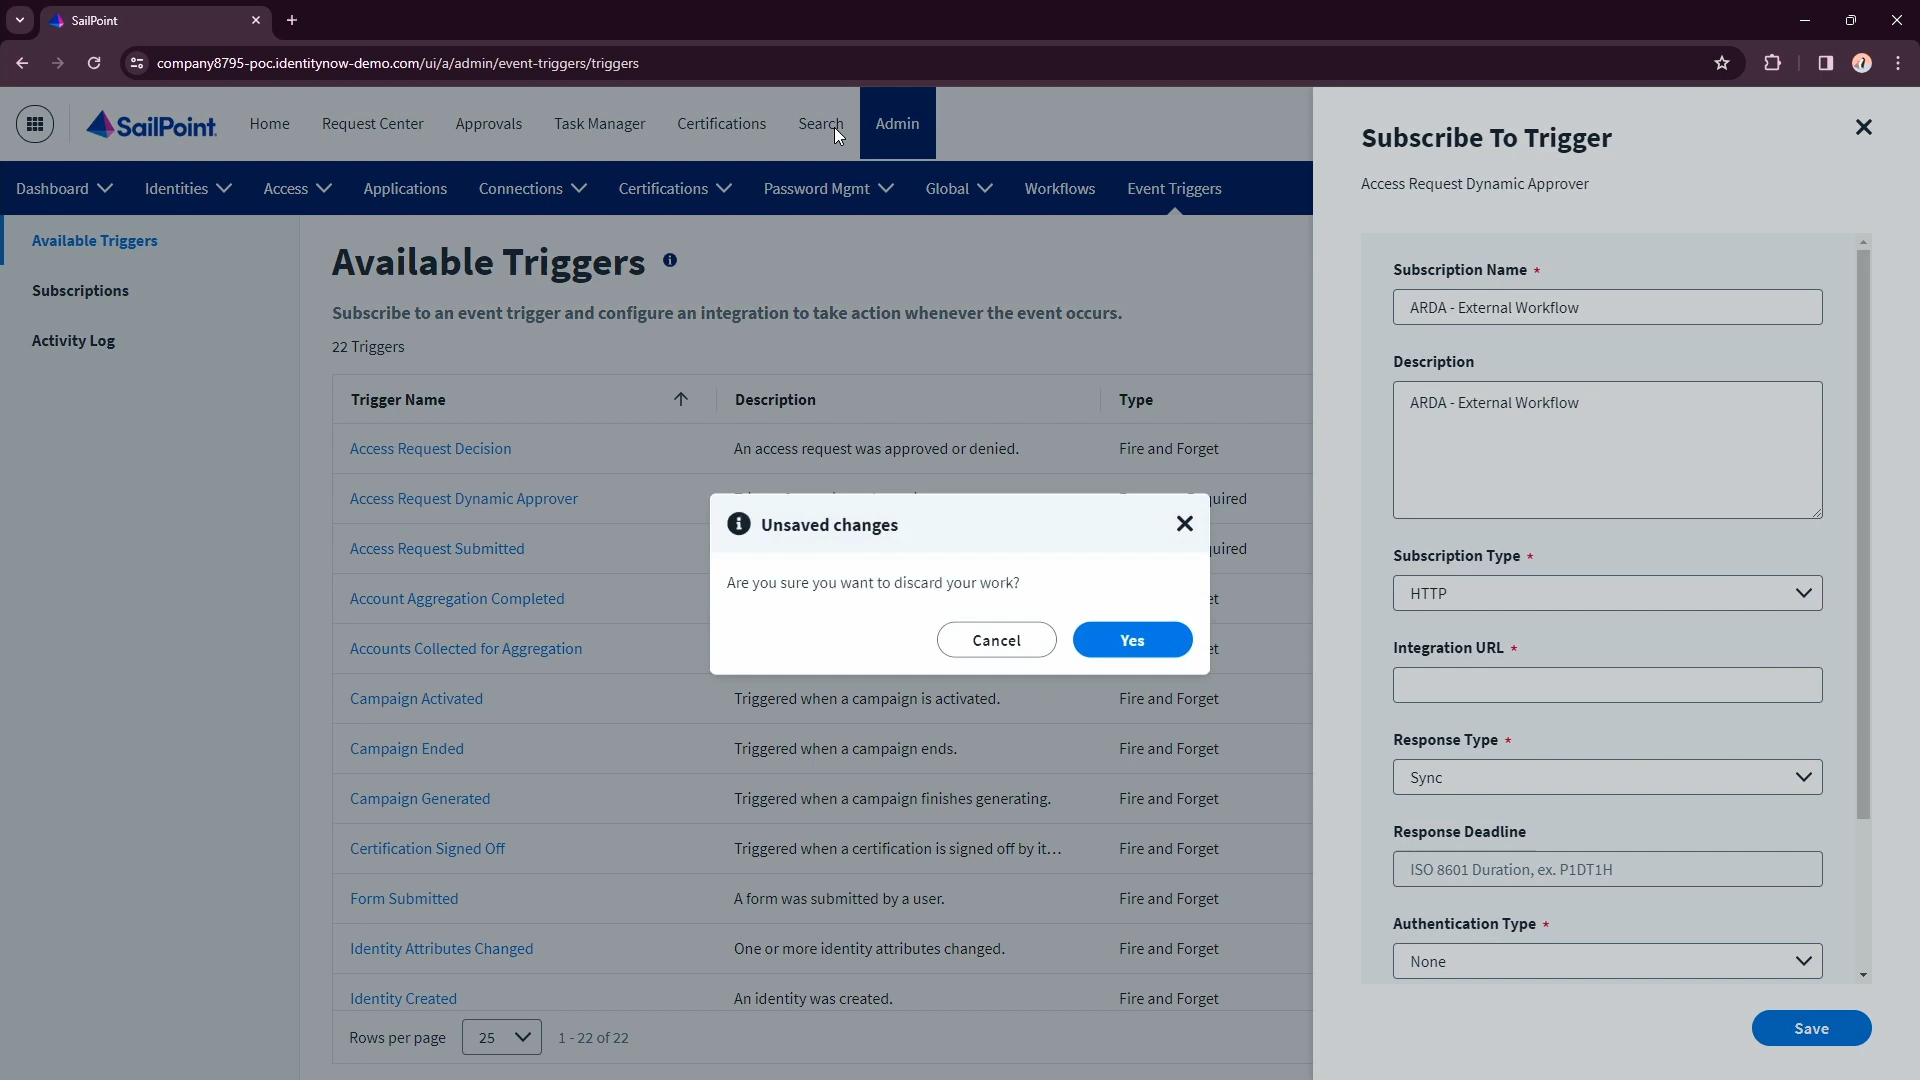 SailPoint
company8795-poc.identitynow-demo.com/ui/a/admin/event-triggers/triggers
SailPoint
Home
Request Center
Approvals
Task Manager
Certifications
Search
Admin
Dashboard
Identities
Access
Applications
Connections
Certifications
Password Mgmt
Global
Workflows
Event Triggers
Available Triggers
Subscriptions
Activity Log
Available Triggers
Subscribe to an event trigger and configure an integration to take action whenever the event occurs.
22 Triggers
Trigger Name
Description
Type
Access Request Decision
An access request was approved or denied.
Fire and Forget
Access Request Dynamic Approver
uired
Access Request Submitted
uired
Account Aggregation Completed
et
Accounts Collected for Aggregation
et
Campaign Activated
Triggered when a campaign is activated.
Fire and Forget
Campaign Ended
Triggered when a campaign ends.
Fire and Forget
Campaign Generated
Triggered when a campaign finishes generating.
Fire and Forget
Certification Signed Off
Triggered when a certification is signed off by it...
Fire and Forget
Form Submitted
A form was submitted by a user.
Fire and Forget
Identity Attributes Changed
One or more identity attributes changed.
Fire and Forget
Identity Created
An identity was created.
Fire and Forget
Rows per page
25
1 - 22 of 22
Unsaved changes
Are you sure you want to discard your work?
Cancel
Yes
Subscribe To Trigger
Access Request Dynamic Approver
Subscription Name *
ARDA - External Workflow
Description
ARDA - External Workflow
Subscription Type *
HTTP
Integration URL *
Response Type *
Sync
Response Deadline
ISO 8601 Duration, ex. P1DT1H
Authentication Type *
None
Save